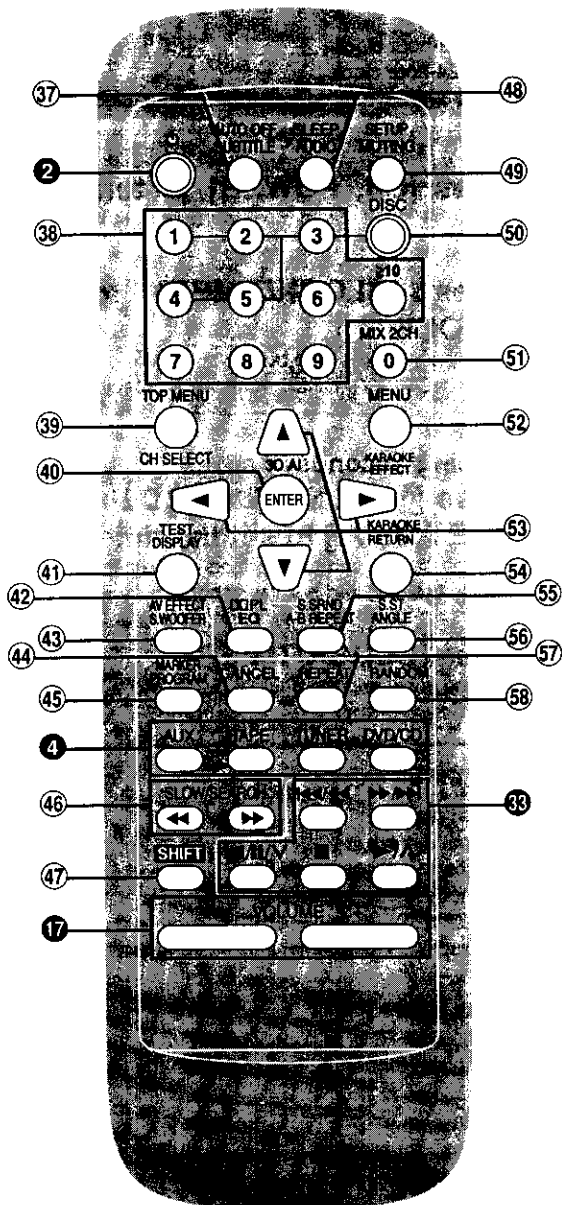 37 48
AUTO OFF SLEEP SETUP
SUBTITLE AUDIO MUTING
2 49
DISC
38 1 2 3 50
4 5 6 ≥10
MIX 2CH
7 8 9 0 51
TOP MENU MENU
39 52
CH SELECT KARAOKE
40 EFFECT
ENTER
53
TEST KARAOKE
DISPLAY RETURN
41 54
42 55
AV EFFECT S.SRND S.ST
43 S.WOOFER A-B REPEAT ANGLE 56
44 57
MARKER
45 PROGRAM CANCEL REPEAT RANDOM 58
4 AUX TAPE TUNER DVD/CD
46 SLOW/SEARCH 33
47 SHIFT
17 VOLUME